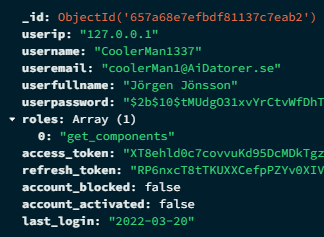 _id: ObjectId('657a68e7efbdf81137c7eab2')
userip: "127.0.0.1"
username: "CoolerMan1337"
useremail: "coolerMan1@AiDatorer.se"
userfullname: "Jörgen Jönsson"
userpassword: "$2b$10$tMUdgO31xvYrCtvWfDhT
roles: Array (1)
0: "get_components"
access_token: "XT8ehld0c7covvuKd95DcMDkTgz
refresh_token: "RP6nxcT8tTKUXXCefpPZYv0XIV
account_blocked: false
account_activated: false
last_login: "2022-03-20"